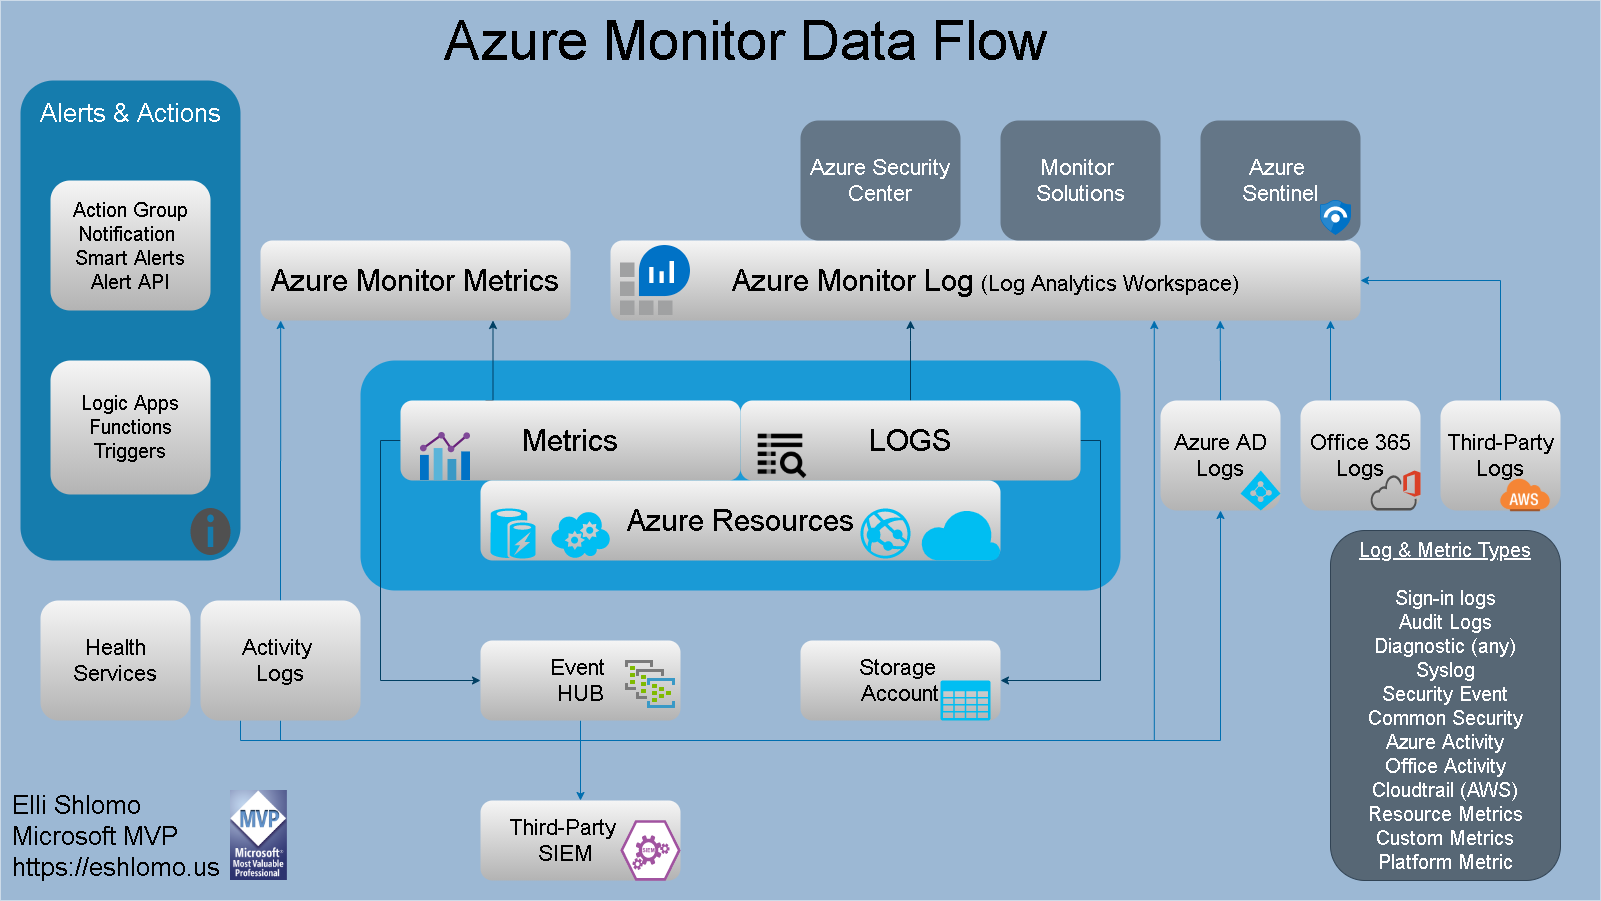 Azure Monitor Data Flow
Alerts & Actions
Action Group
Notification
Smart Alerts
Alert API
Logic Apps
Functions
Triggers
Azure Security
Center
Monitor
Solutions
Azure
Sentinel
Azure Monitor Metrics
Azure Monitor Log (Log Analytics Workspace)
Metrics
LOGS
Azure Resources
Azure AD
Logs
Office 365
Logs
Third-Party
Logs
AWS
Health
Services
Activity
Logs
Event
HUB
Storage
Account
Third-Party
SIEM
SIEM
Log & Metric Types
Sign-in logs
Audit Logs
Diagnostic (any)
Syslog
Security Event
Common Security
Azure Activity
Office Activity
Cloudtrail (AWS)
Resource Metrics
Custom Metrics
Platform Metric
Elli Shlomo
Microsoft MVP
https://eshlomo.us
MVP
Microsoft®
Most Valuable
Professional